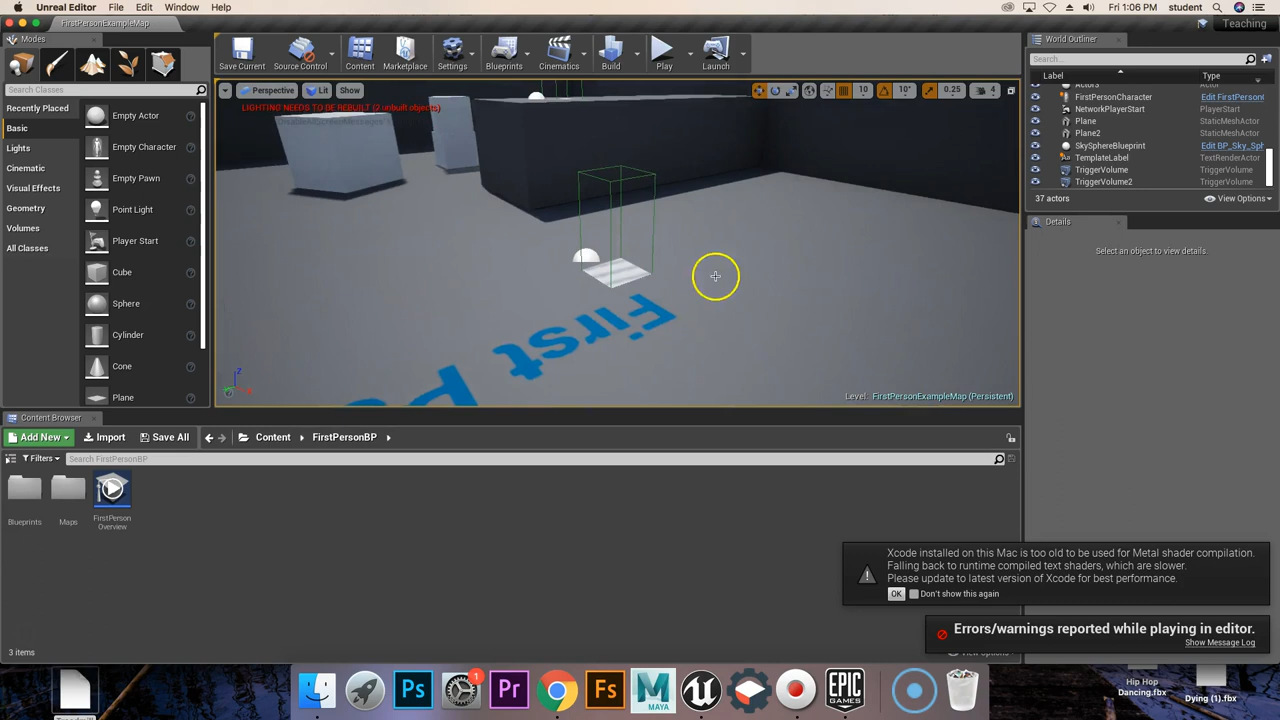 Unreal Editor File Edit Window Help
Fri 1:06 PM student
FirstPersonExampleMap
Teaching
Modes
Search Classes
Recently Placed
Basic
Lights
Cinematic
Visual Effects
Geometry
Volumes
All Classes
Empty Actor
Empty Character
Empty Pawn
Point Light
Player Start
Cube
Sphere
Cylinder
Cone
Plane
Save Current
Source Control
Content
Marketplace
Settings
Blueprints
Cinematics
Build
Play
Launch
Perspective
Lit
Show
10
10°
0.25
4
LIGHTING NEEDS TO BE REBUILT (2 unbuilt objects)
First P
Z
Level: FirstPersonExampleMap (Persistent)
World Outliner
Search...
Label Type
Actor3 Actor
FirstPersonCharacter Edit FirstPerson
NetworkPlayerStart PlayerStart
Plane StaticMeshActor
Plane2 StaticMeshActor
SkySphereBlueprint Edit BP_Sky_Sph
TemplateLabel TextRenderActor
TriggerVolume TriggerVolume
TriggerVolume2 TriggerVolume
37 actors
View Options
Details
Select an object to view details.
Content Browser
Add New
Import
Save All
Content
FirstPersonBP
Filters
Search FirstPersonBP
Blueprints
Maps
FirstPerson
Overview
3 items
View Options
Xcode installed on this Mac is too old to be used for Metal shader compilation.
Falling back to runtime compiled text shaders, which are slower.
Please update to latest version of Xcode for best performance.
OK
Don't show this again
Errors/warnings reported while playing in editor.
Show Message Log
Ps
1
Pr
Fs
MAYA
EPIC
GAMES
Hip Hop
Dancing.fbx
Dying (1).fbx